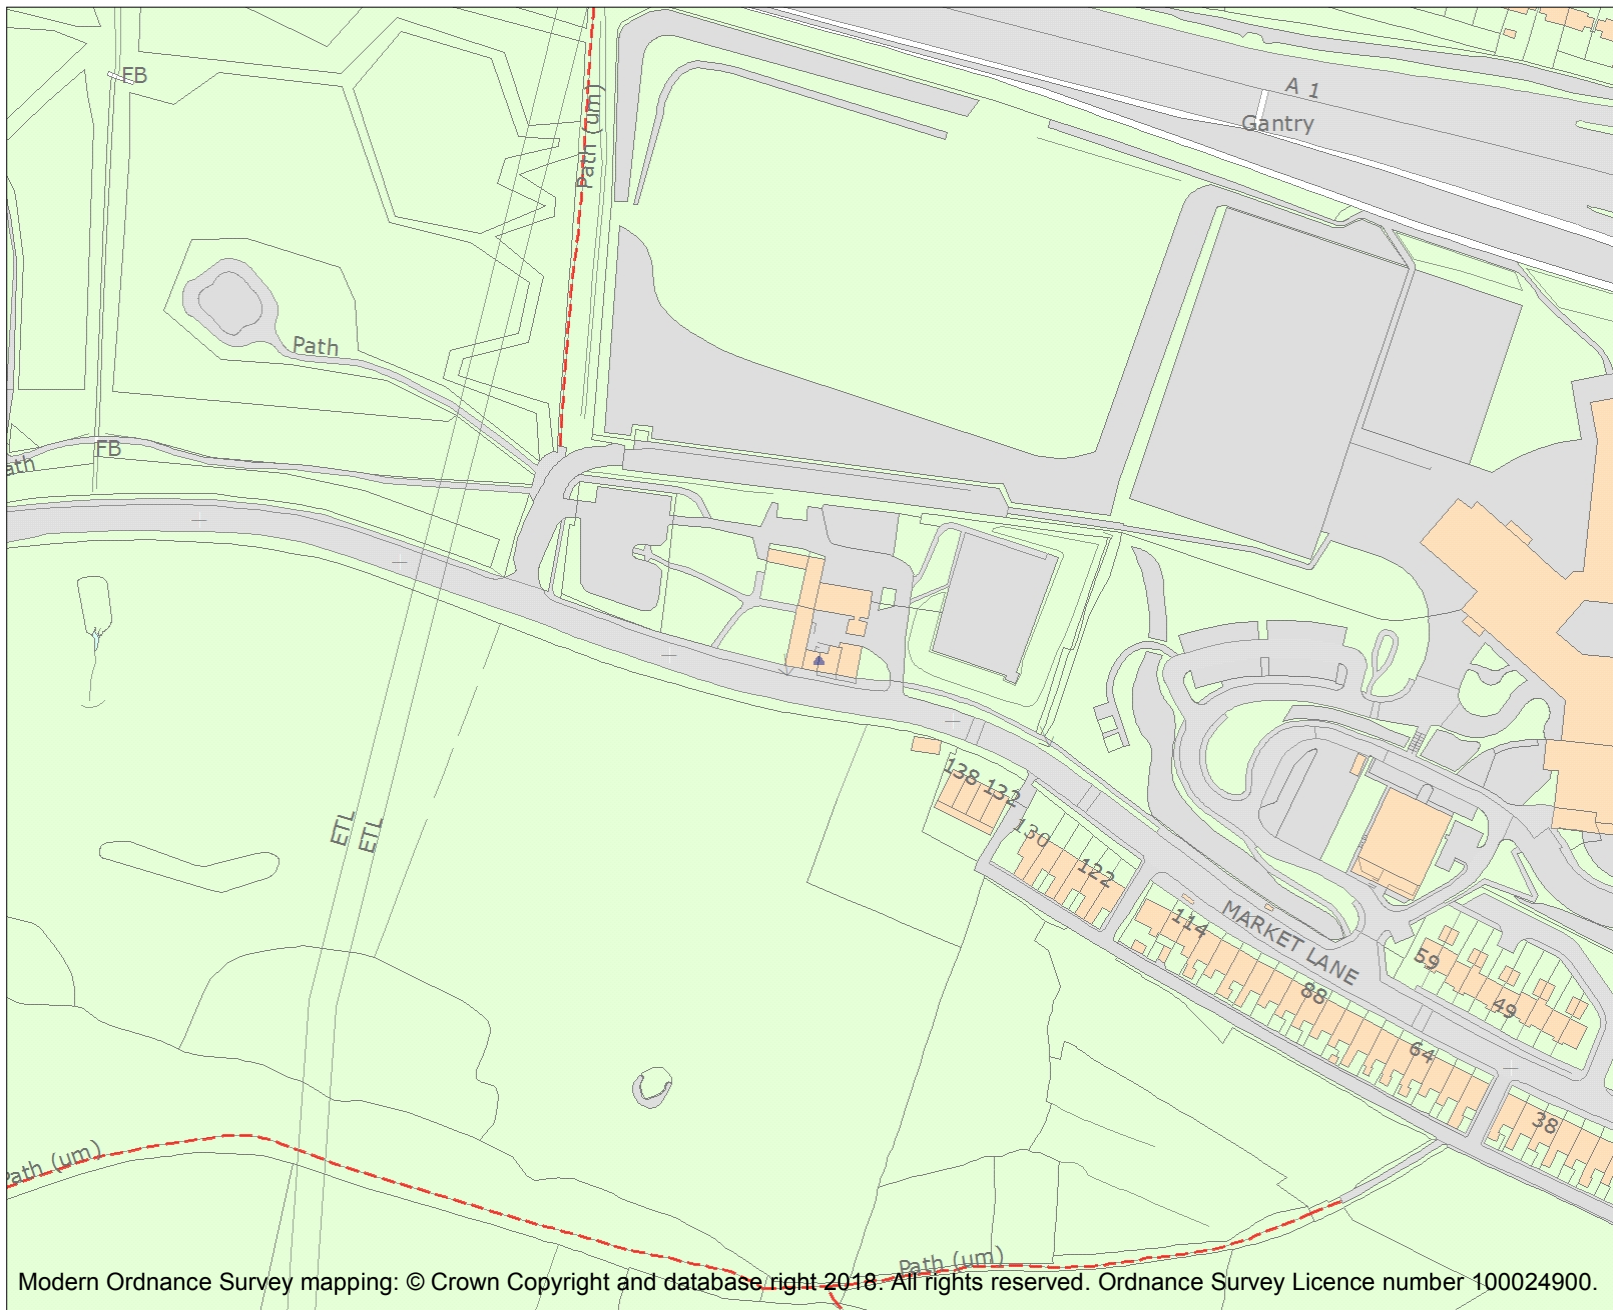 A 1
FB
Gantry
Path (um)
Path
FB
ath
138 132
130
ETL
ETL
122
114
MARKET LANE
59
88
49
64
38
Path (um)
Path (um)
Modern Ordnance Survey mapping: © Crown Copyright and database right 2018. All rights reserved. Ordnance Survey Licence number 100024900.